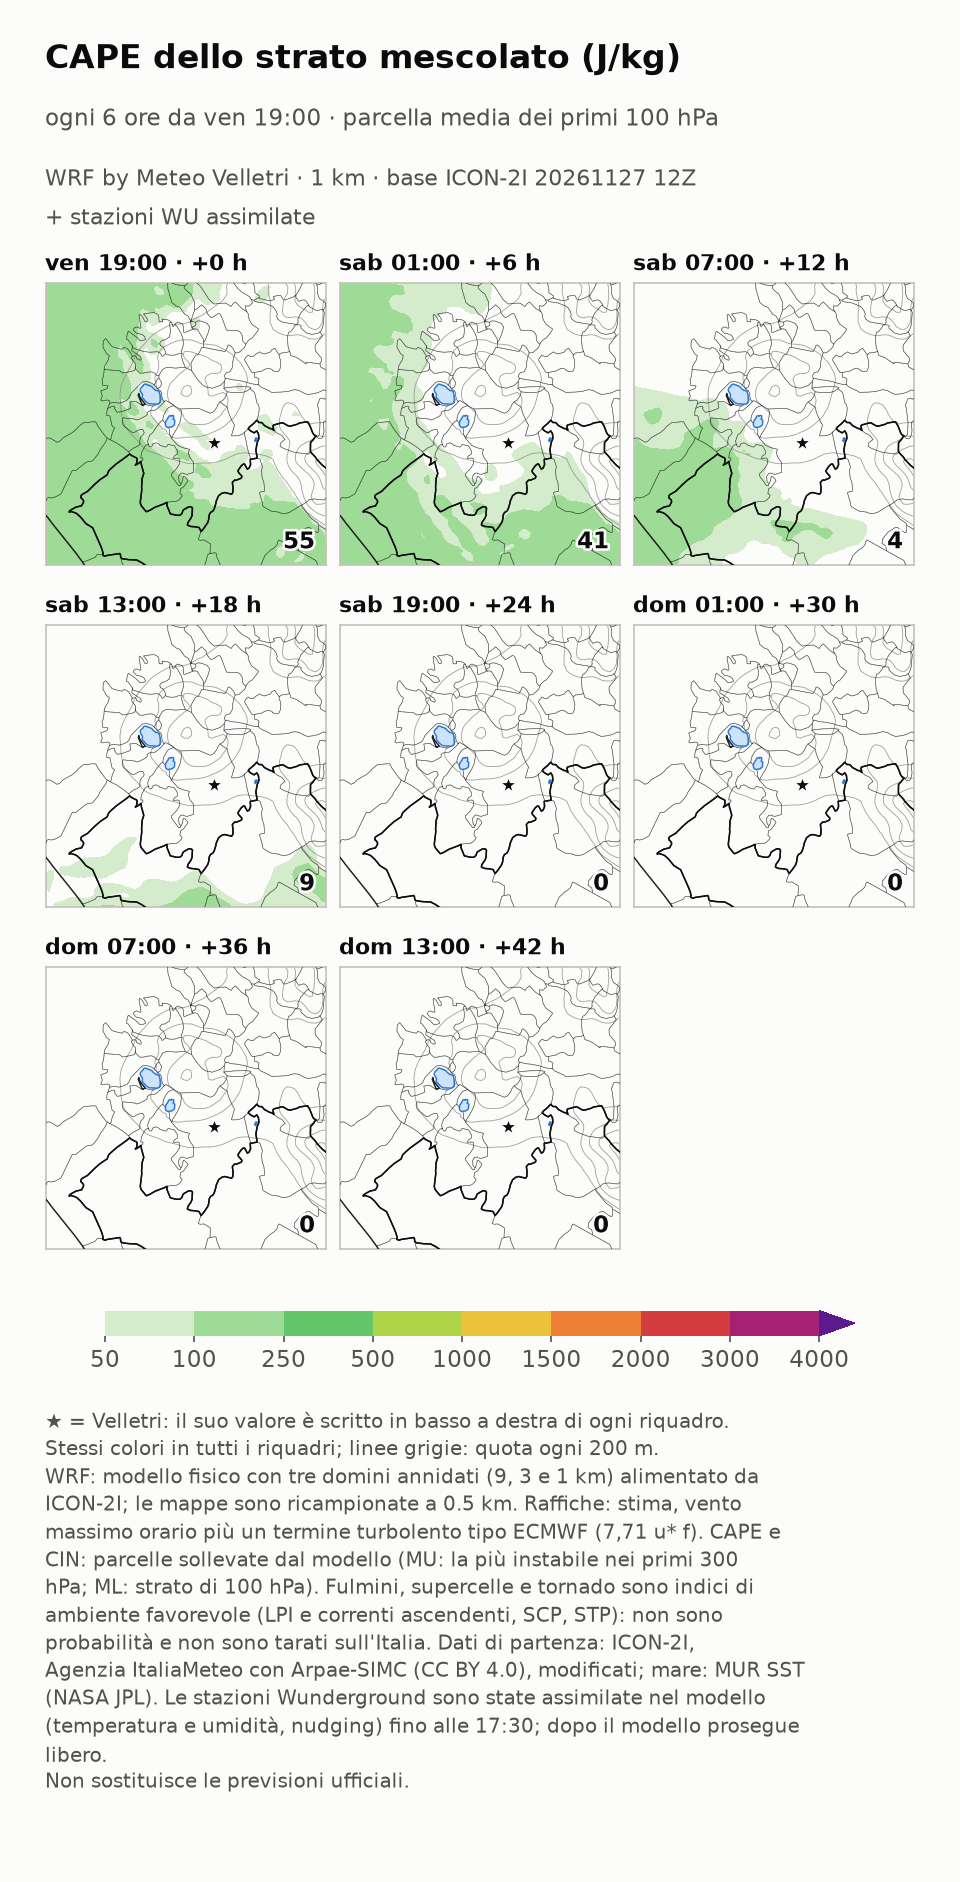 CAPE dello strato mescolato (J/kg)
ogni 6 ore da ven 19:00 · parcella media dei primi 100 hPa
WRF by Meteo Velletri · 1 km · base ICON-2I 20261127 12Z
+ stazioni WU assimilate
ven 19:00 · +0 h
sab 01:00 · +6 h
sab 07:00 · +12 h
55
41
4
sab 13:00 · +18 h
sab 19:00 · +24 h
dom 01:00 · +30 h
9
0
0
dom 07:00 · +36 h
dom 13:00 · +42 h
0
0
50 100 250 500 1000 1500 2000 3000 4000
★ = Velletri: il suo valore è scritto in basso a destra di ogni riquadro.
Stessi colori in tutti i riquadri; linee grigie: quota ogni 200 m.
WRF: modello fisico con tre domini annidati (9, 3 e 1 km) alimentato da
ICON-2I; le mappe sono ricampionate a 0.5 km. Raffiche: stima, vento
massimo orario più un termine turbolento tipo ECMWF (7,71 u* f). CAPE e
CIN: parcelle sollevate dal modello (MU: la più instabile nei primi 300
hPa; ML: strato di 100 hPa). Fulmini, supercelle e tornado sono indici di
ambiente favorevole (LPI e correnti ascendenti, SCP, STP): non sono
probabilità e non sono tarati sull'Italia. Dati di partenza: ICON-2I,
Agenzia ItaliaMeteo con Arpae-SIMC (CC BY 4.0), modificati; mare: MUR SST
(NASA JPL). Le stazioni Wunderground sono state assimilate nel modello
(temperatura e umidità, nudging) fino alle 17:30; dopo il modello prosegue
libero.
Non sostituisce le previsioni ufficiali.